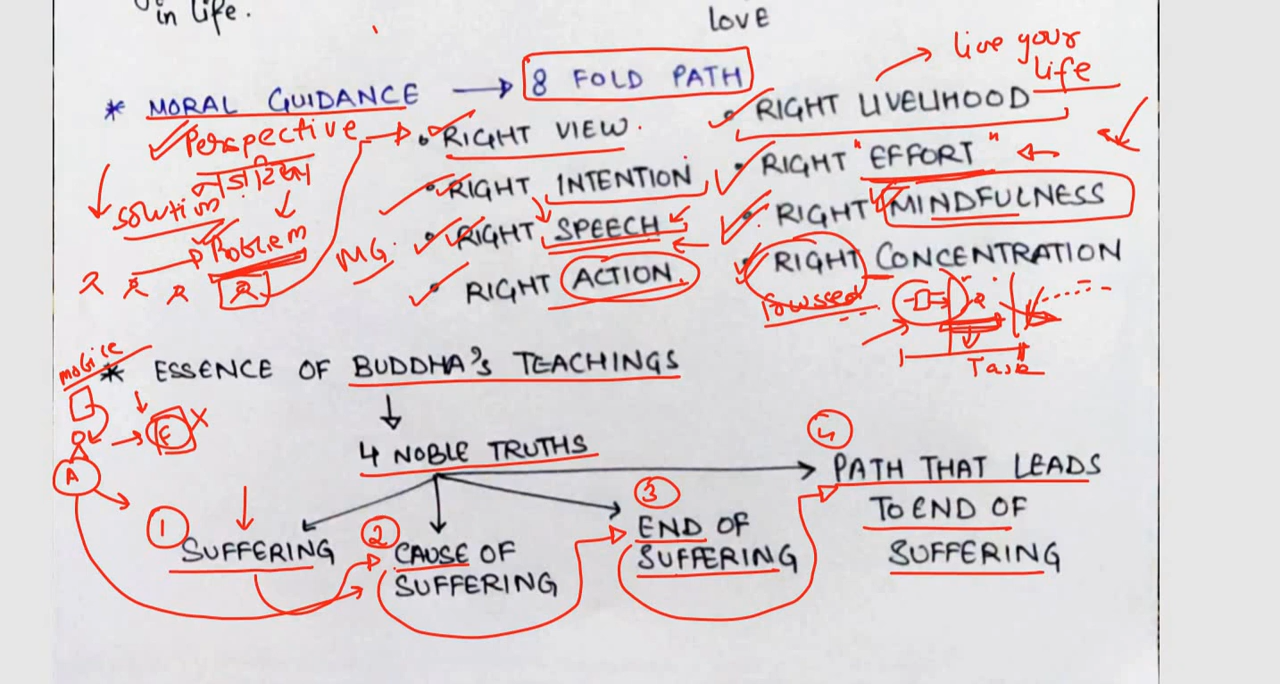 in life.
LOVE
live your
life
* MORAL GUIDANCE → 8 FOLD PATH
Perspective
नजरिया
solution
Problem
MG.
• RIGHT VIEW.
• RIGHT INTENTION
• RIGHT SPEECH
• RIGHT ACTION.
• RIGHT LIVELIHOOD
• RIGHT "EFFORT"
• RIGHT MINDFULNESS
• RIGHT CONCENTRATION
Task
* ESSENCE OF BUDDHA's TEACHINGS
↓
4 NOBLE TRUTHS
A
E X
1
SUFFERING
2
CAUSE OF
SUFFERING
3
END OF
SUFFERING
4
PATH THAT LEADS
TO END OF
SUFFERING